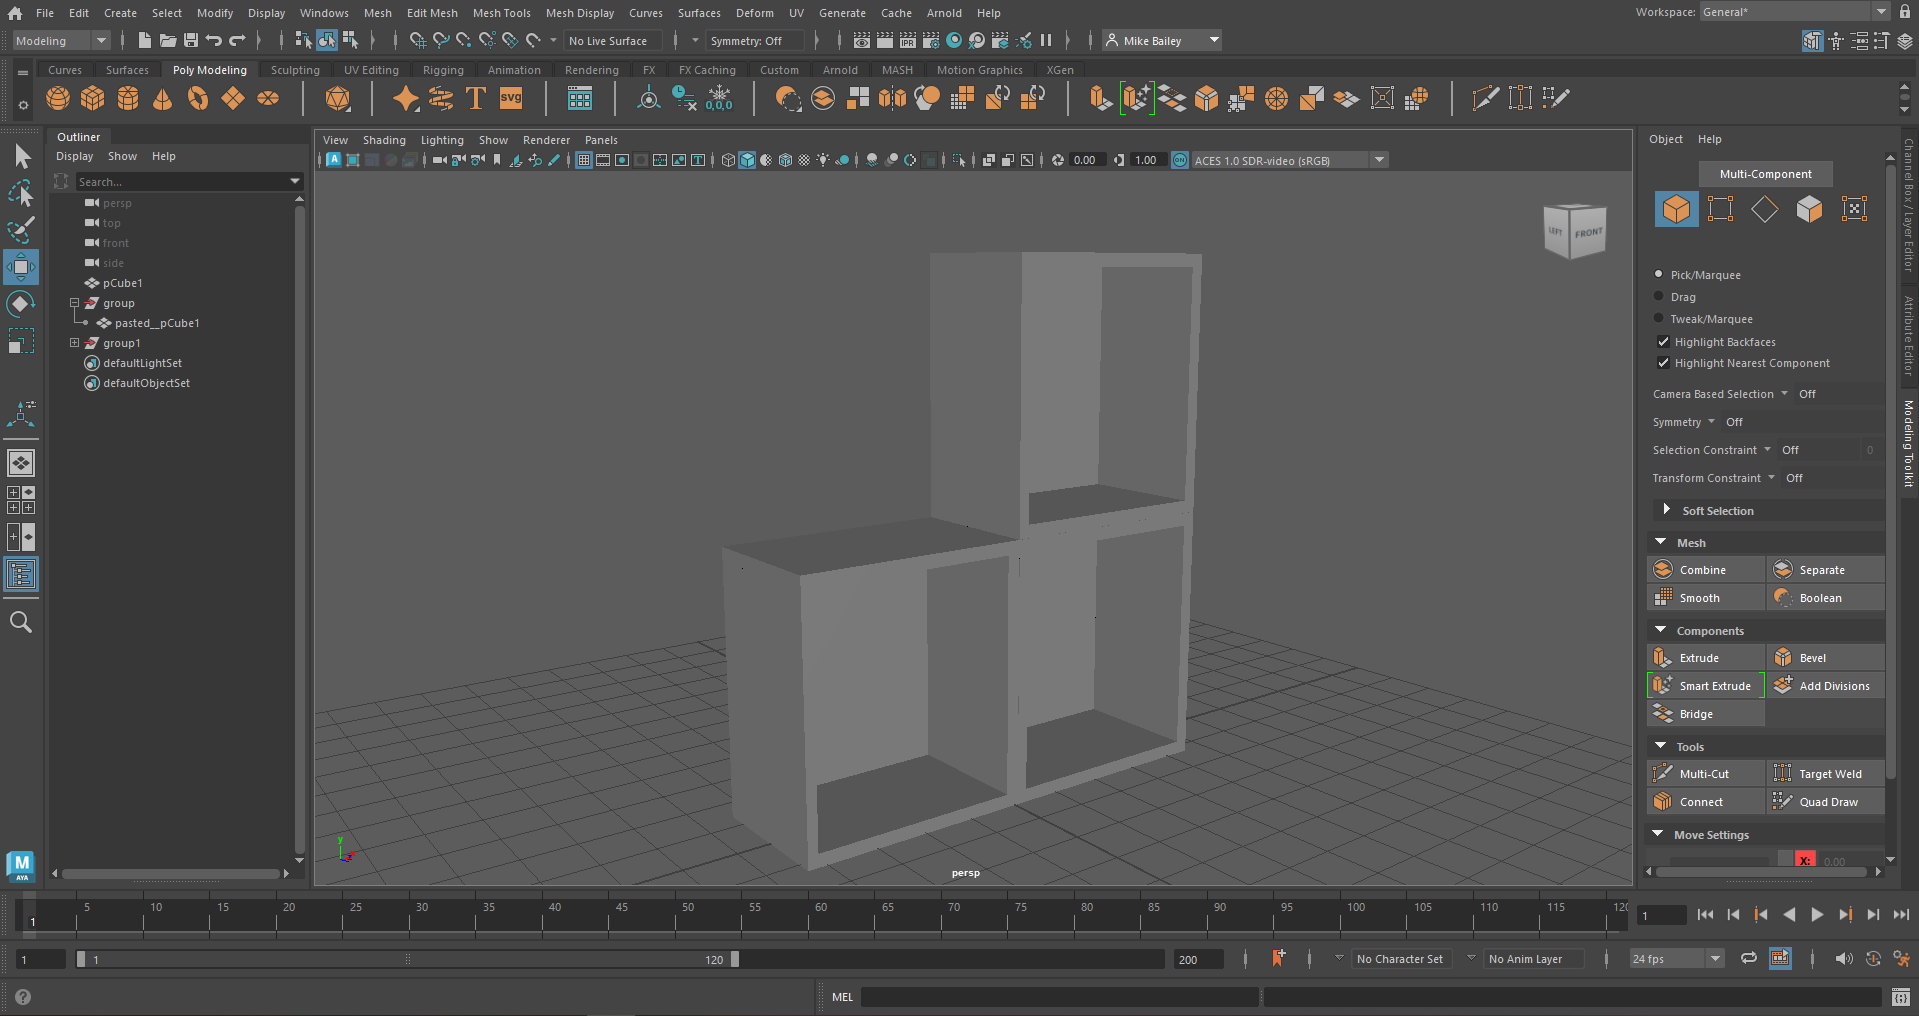 File Edit Create Select Modify Display Windows Mesh Edit Mesh Mesh Tools Mesh Display Curves Surfaces Deform UV Generate Cache Arnold Help
Workspace: General*
Modeling
No Live Surface
Symmetry: Off
IPR
Mike Bailey
Curves Surfaces Poly Modeling Sculpting UV Editing Rigging Animation Rendering FX FX Caching Custom Arnold MASH Motion Graphics XGen
SVG
0,0,0
Outliner
Display Show Help
Search...
persp
top
front
side
pCube1
group
pasted__pCube1
group1
defaultLightSet
defaultObjectSet
View Shading Lighting Show Renderer Panels
0.00
1.00
ON
ACES 1.0 SDR-video (sRGB)
LEFT
FRONT
y
persp
Object Help
Multi-Component
Pick/Marquee
Drag
Tweak/Marquee
Highlight Backfaces
Highlight Nearest Component
Camera Based Selection Off
Symmetry Off
Selection Constraint Off 0
Transform Constraint Off
Soft Selection
Mesh
Combine Separate
Smooth Boolean
Components
Extrude Bevel
Smart Extrude Add Divisions
Bridge
Tools
Multi-Cut Target Weld
Connect Quad Draw
Move Settings
X: 0.00
Channel Box / Layer Editor
Attribute Editor
Modeling Toolkit
M
AYA
1 5 10 15 20 25 30 35 40 45 50 55 60 65 70 75 80 85 90 95 100 105 110 115 120
1
1
1
120
200
No Character Set
No Anim Layer
24 fps
MEL